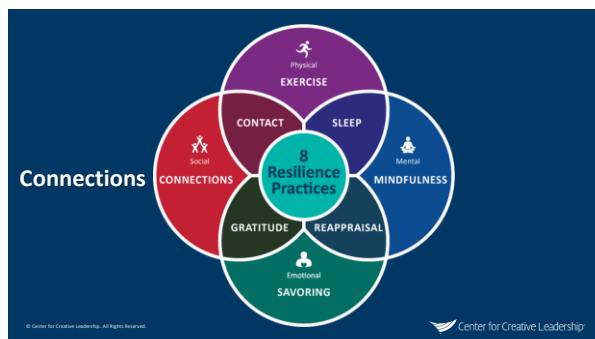 Physical
EXERCISE
CONTACT
SLEEP
8
Resilience
Practices
Social
CONNECTIONS
Mental
MINDFULNESS
Connections
GRATITUDE
REAPPRAISAL
Emotional
SAVORING
© Center for Creative Leadership. All Rights Reserved.
Center for Creative Leadership®